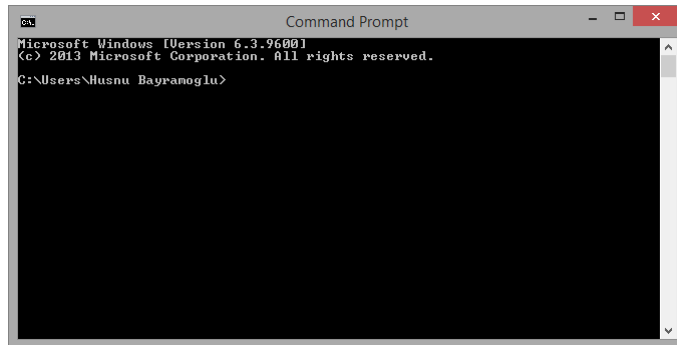 Command Prompt
Microsoft Windows [Version 6.3.9600]
(c) 2013 Microsoft Corporation. All rights reserved.
C:\Users\Husnu Bayramoglu>